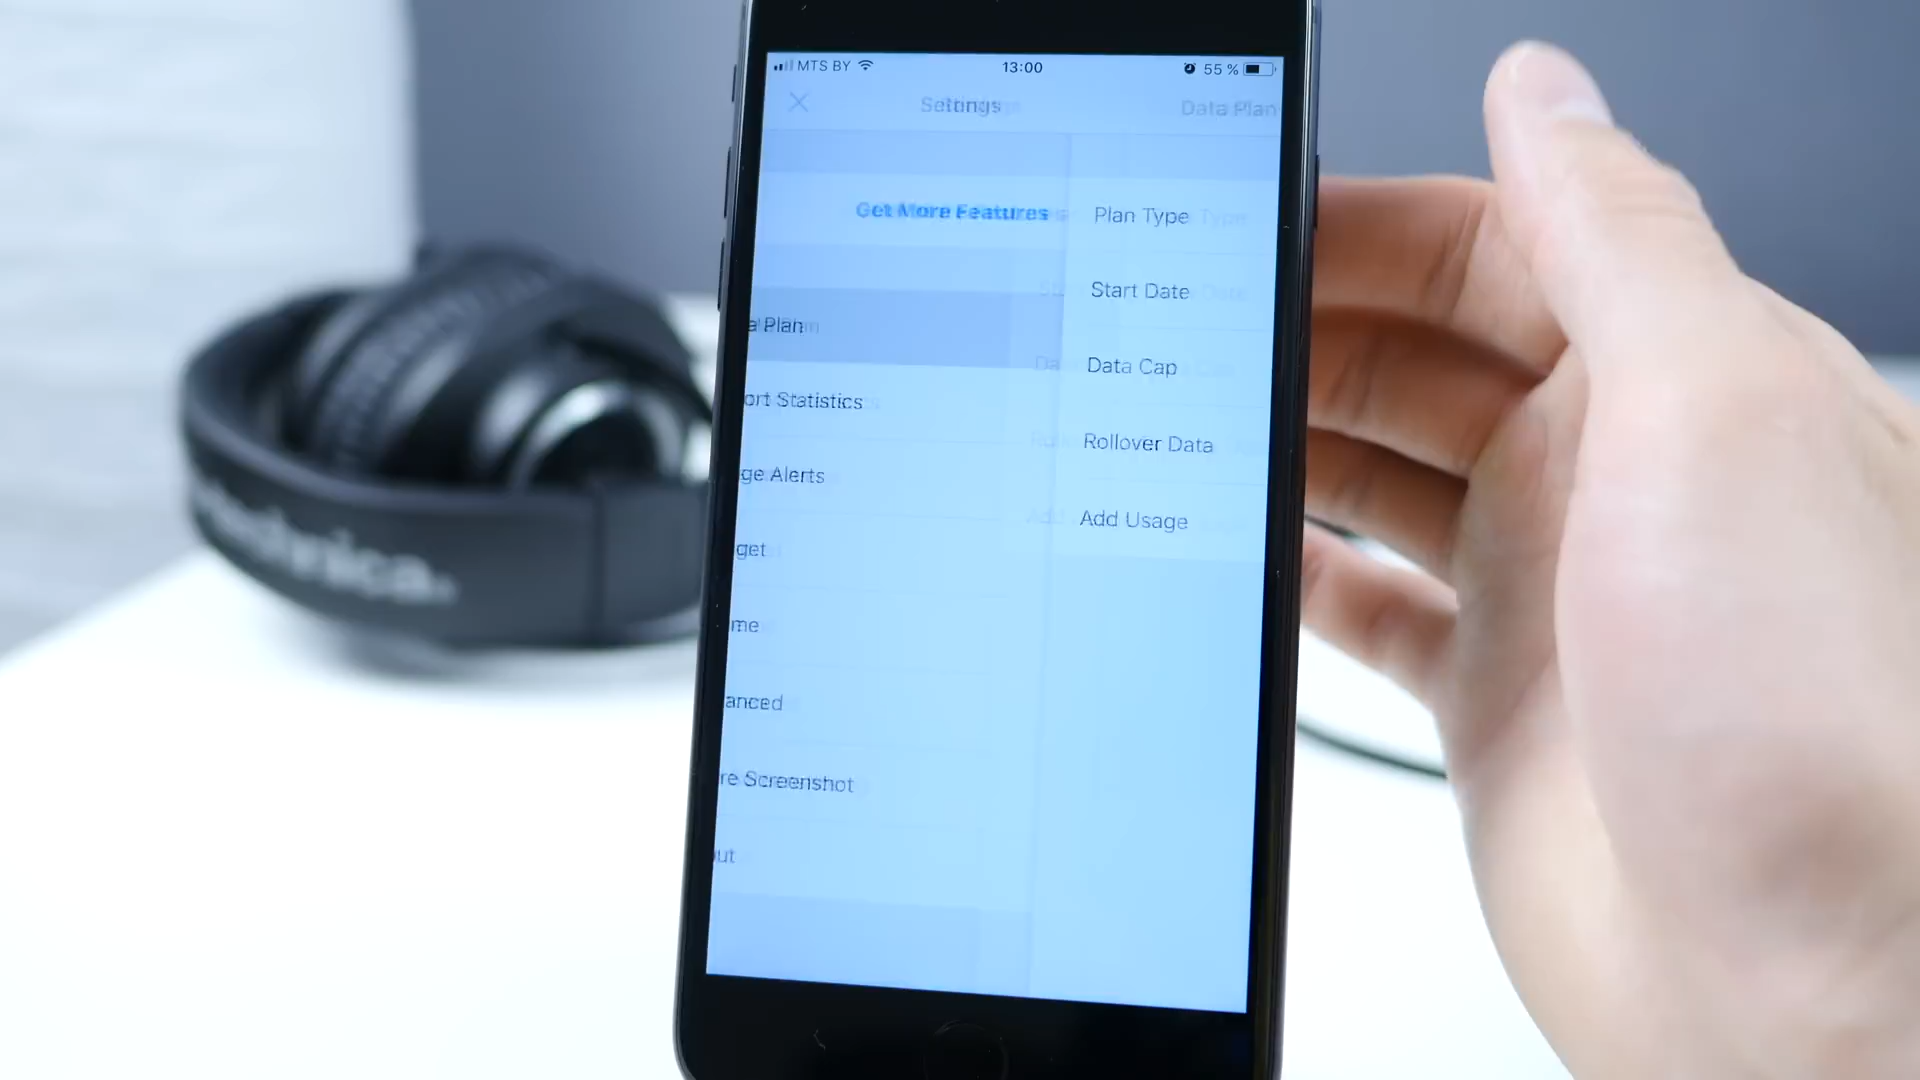 MTS BY 13:00 55 %
Settings Data Plan
Get More Features
a Plan
ort Statistics
ge Alerts
get
me
anced
re Screenshot
ut
Plan Type
Start Date
Data Cap
Rollover Data
Add Usage
technica